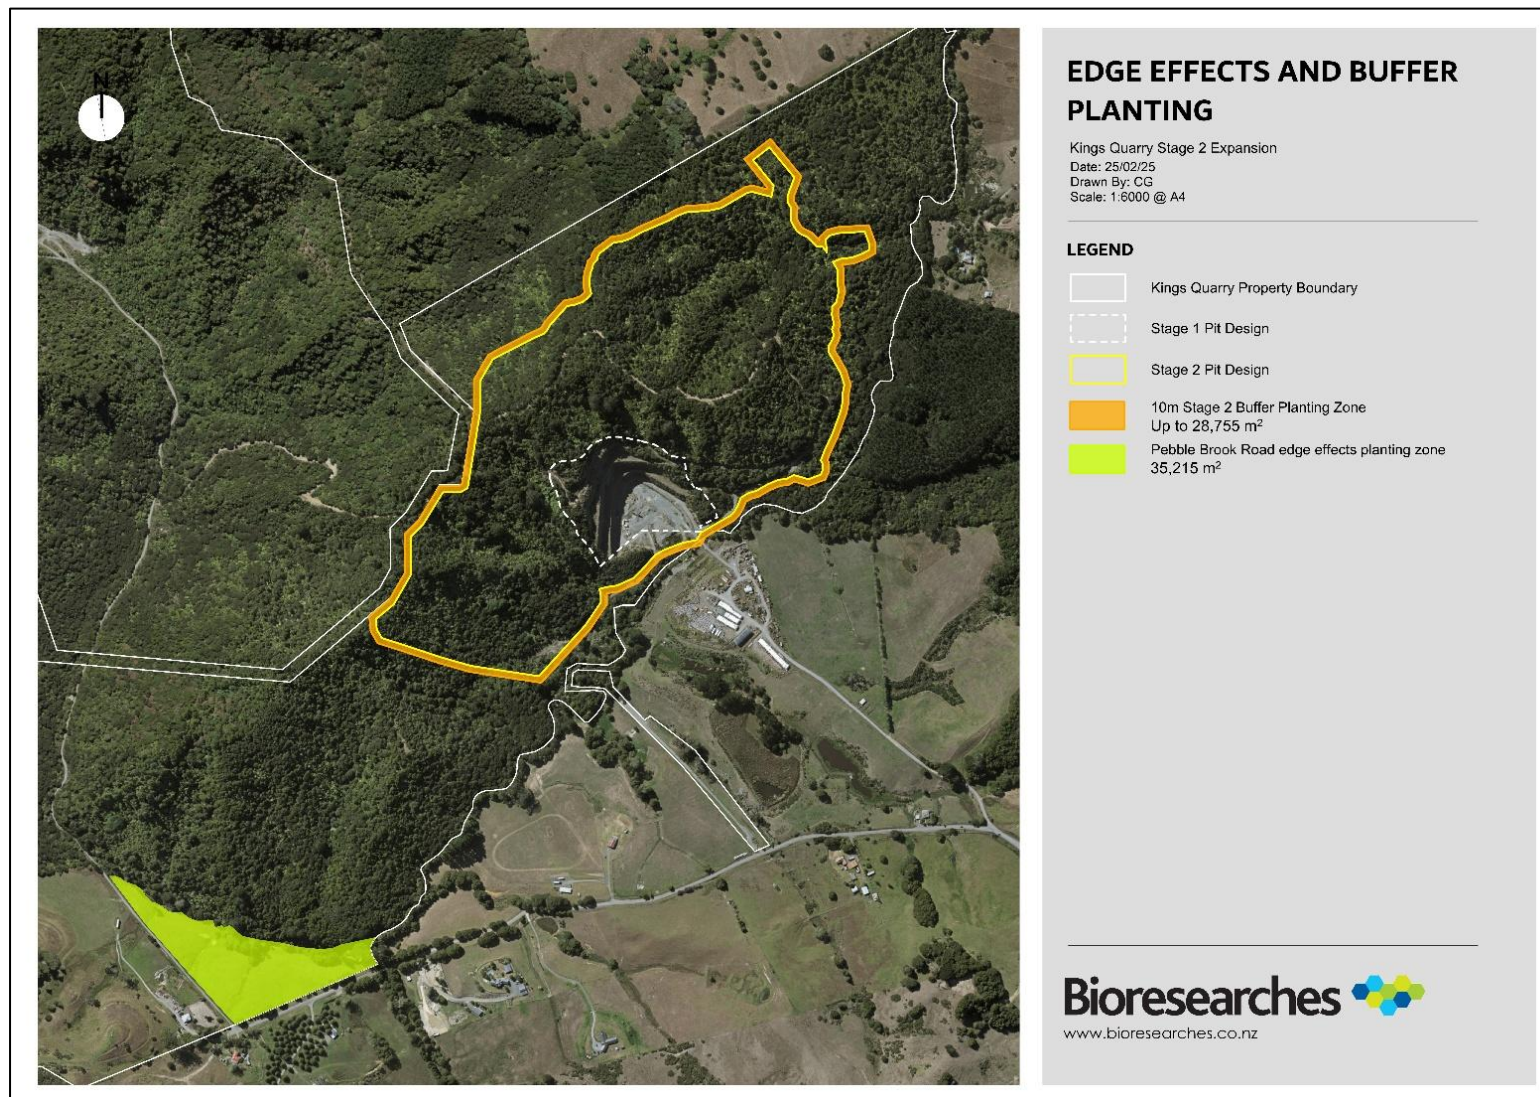 N
EDGE EFFECTS AND BUFFER
PLANTING
Kings Quarry Stage 2 Expansion
Date: 25/02/25
Drawn By: CG
Scale: 1:6000 @ A4
LEGEND
Kings Quarry Property Boundary
Stage 1 Pit Design
Stage 2 Pit Design
10m Stage 2 Buffer Planting Zone
Up to 28,755 m²
Pebble Brook Road edge effects planting zone
35,215 m²
Bioresearches
www.bioresearches.co.nz